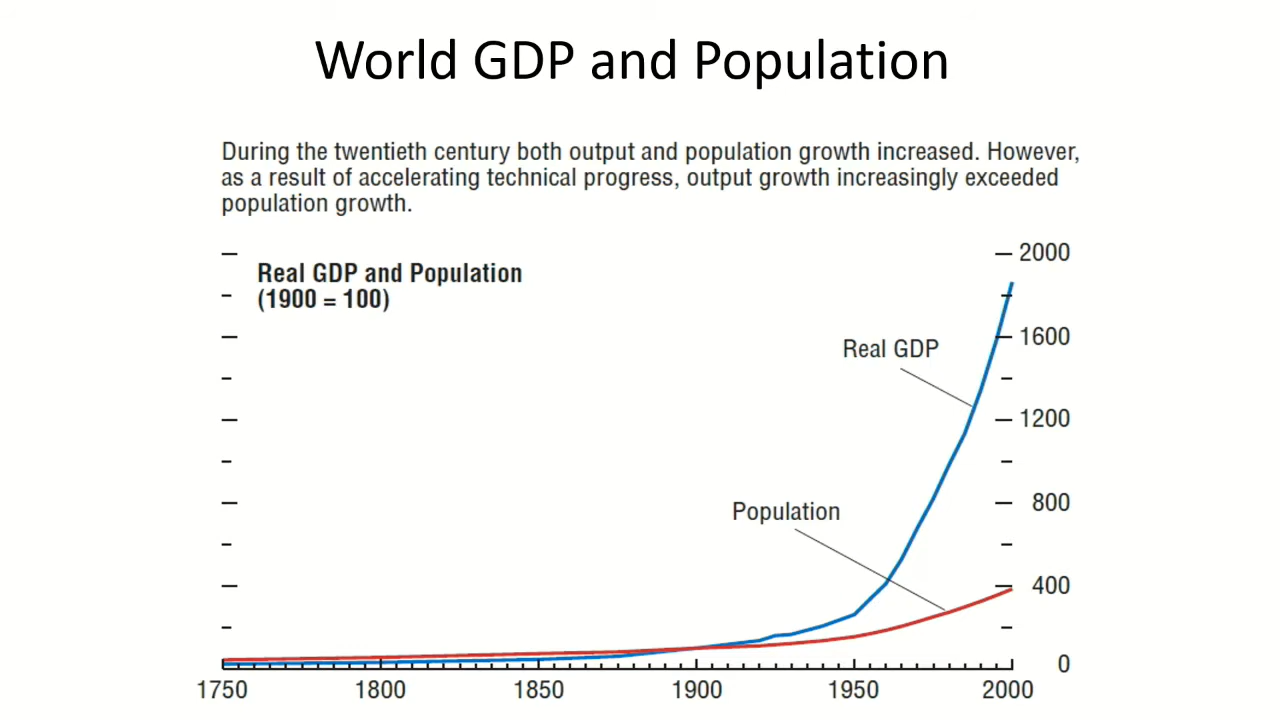 World GDP and Population
During the twentieth century both output and population growth increased. However,
as a result of accelerating technical progress, output growth increasingly exceeded
population growth.
Real GDP and Population
(1900 = 100)
2000
Real GDP
1600
1200
Population
800
400
0
1750 1800 1850 1900 1950 2000